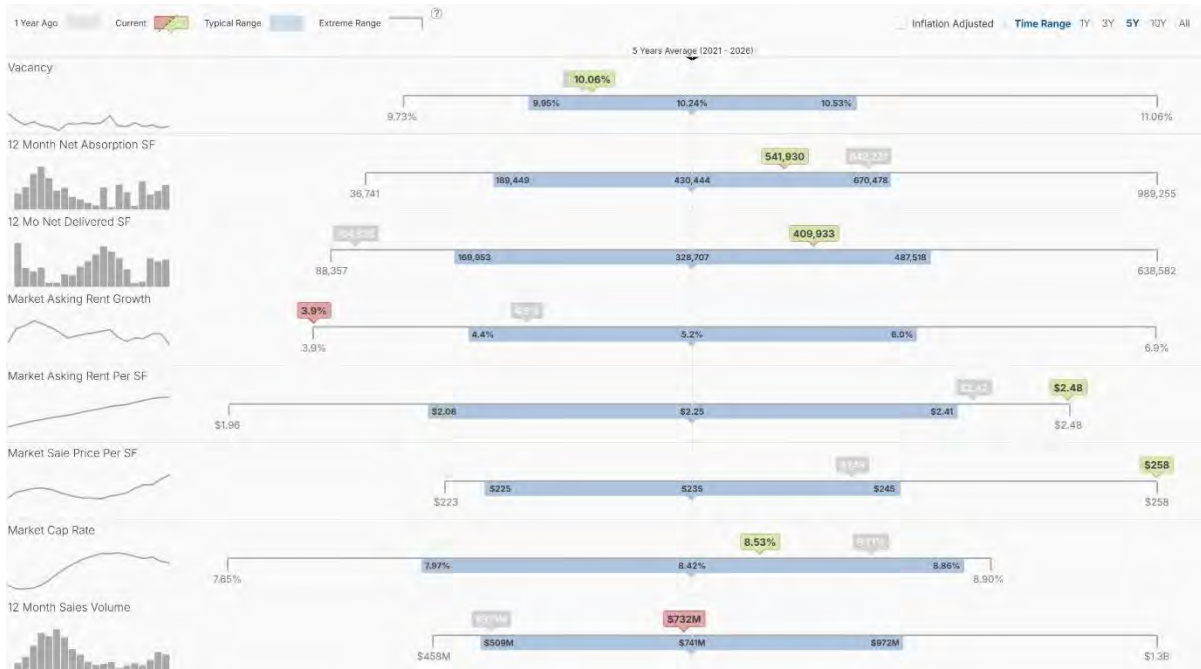 1 Year Ago Current Typical Range Extreme Range ? Inflation Adjusted Time Range 1Y 3Y 5Y 10Y All
5 Years Average (2021 - 2026)
Vacancy
10.06%
9.95% 10.24% 10.53%
9.73% 11.06%
12 Month Net Absorption SF
541,930
189,449 430,444 670,478
36,741 989,255
12 Mo Net Delivered SF
409,933
169,953 328,707 487,518
88,357 638,582
Market Asking Rent Growth
3.9%
4.4% 5.2% 6.0%
3.9% 6.9%
Market Asking Rent Per SF
$2.42 $2.48
$2.08 $2.25 $2.41
$1.96 $2.48
Market Sale Price Per SF
$258
$225 $235 $245
$223 $258
Market Cap Rate
8.53%
7.97% 8.42% 8.86%
7.65% 8.90%
12 Month Sales Volume
$732M
$509M $741M $972M
$458M $1.3B